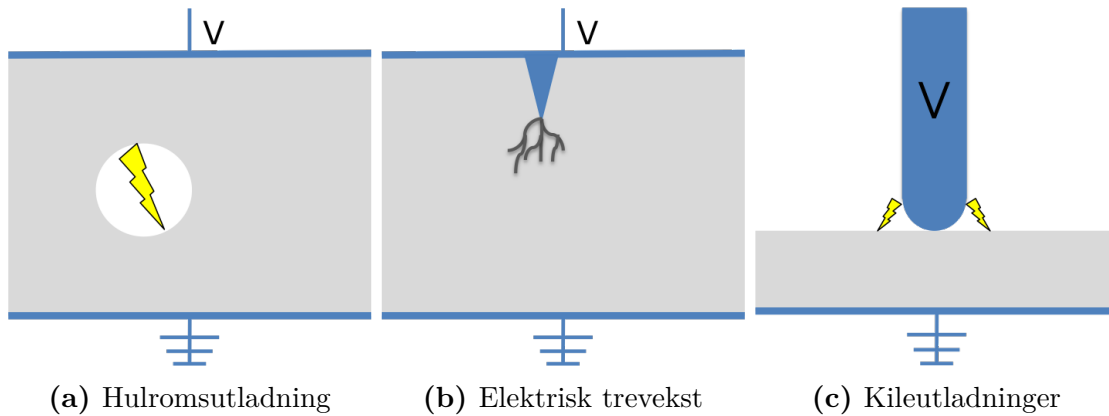 V
V
V
(a) Hulromsutladning
(b) Elektrisk trevekst
(c) Kileutladninger